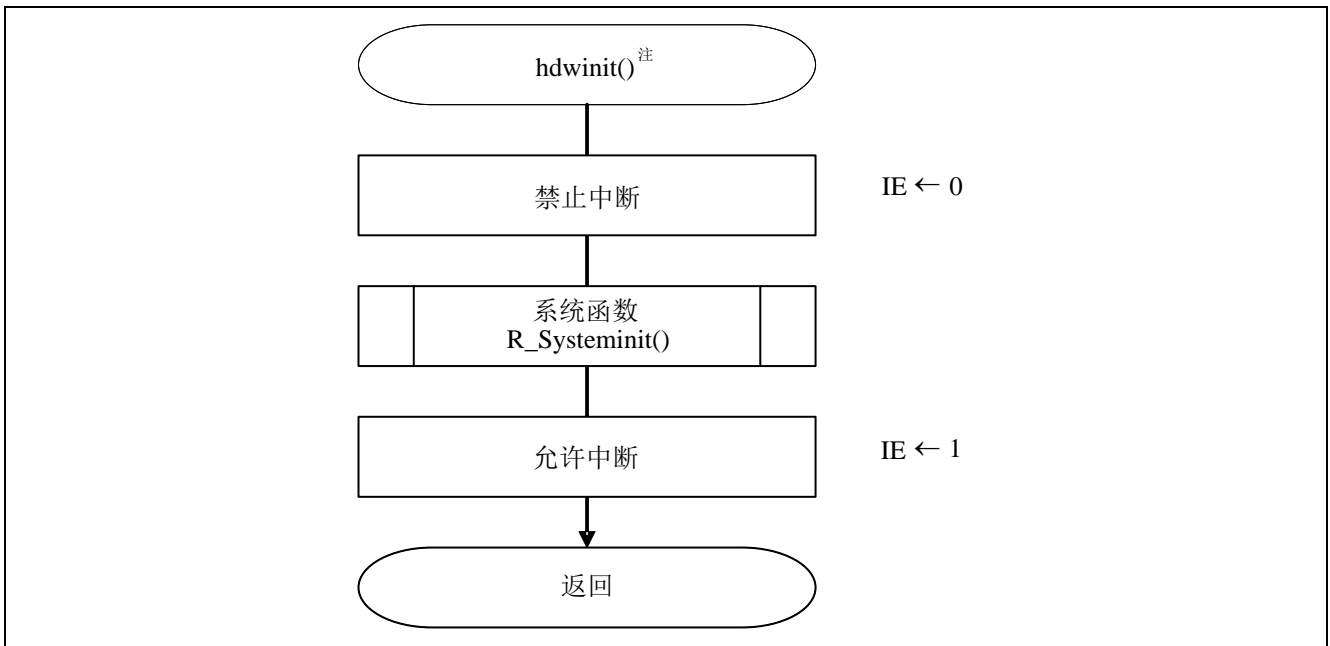 hdwinit()注
禁止中断
IE ← 0
系统函数
R_Systeminit()
允许中断
IE ← 1
返回